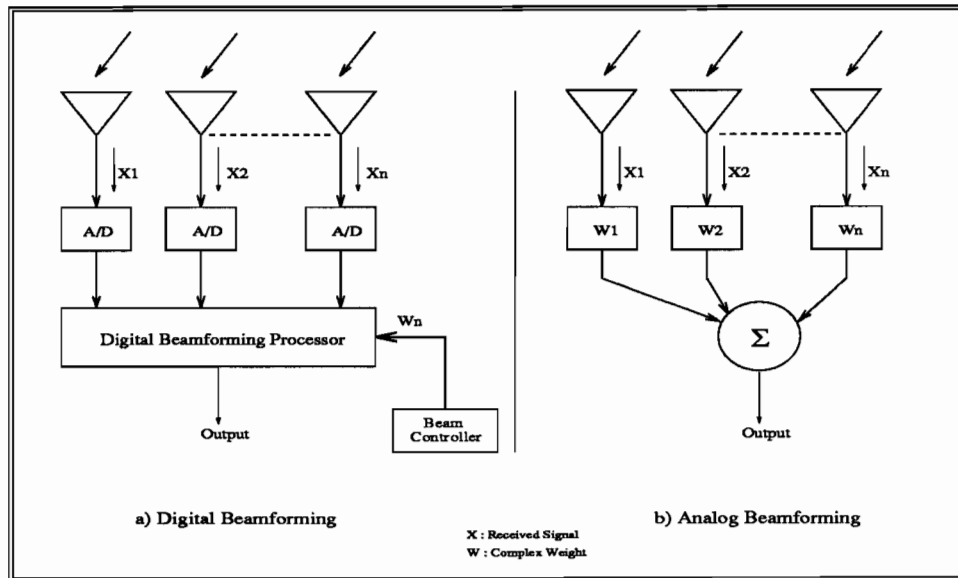 X1 X2 Xn
A/D A/D A/D
Digital Beamforming Processor
Wn
Output
Beam
Controller
a) Digital Beamforming
X1 X2 Xn
W1 W2 Wn
Σ
Output
b) Analog Beamforming
X : Received Signal
W : Complex Weight